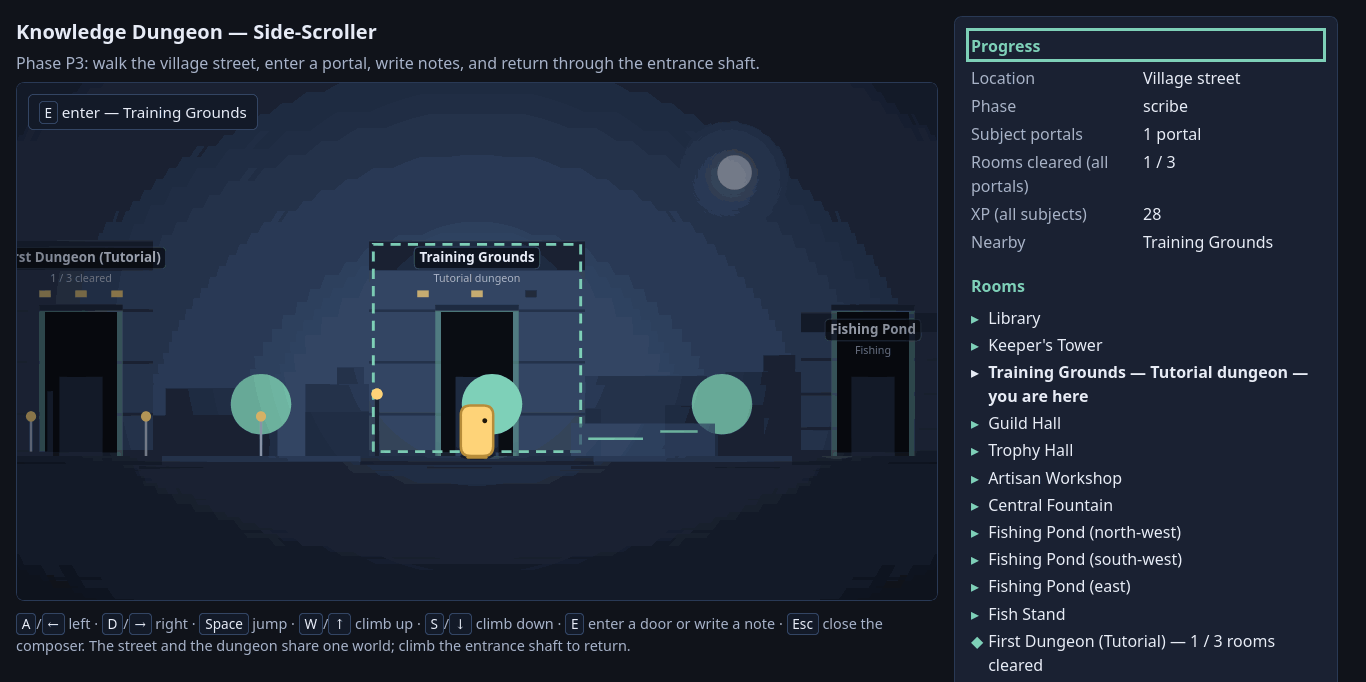 Knowledge Dungeon — Side-Scroller
Phase P3: walk the village street, enter a portal, write notes, and return through the entrance shaft.
E enter — Training Grounds
rst Dungeon (Tutorial)
1 / 3 cleared
Training Grounds
Tutorial dungeon
Fishing Pond
Fishing
A/← left · D/→ right · Space jump · W/↑ climb up · S/↓ climb down · E enter a door or write a note · Esc close the
composer. The street and the dungeon share one world; climb the entrance shaft to return.
Progress
Location Village street
Phase scribe
Subject portals 1 portal
Rooms cleared (all 1 / 3
portals)
XP (all subjects) 28
Nearby Training Grounds
Rooms
▸ Library
▸ Keeper's Tower
▸ Training Grounds — Tutorial dungeon —
you are here
▸ Guild Hall
▸ Trophy Hall
▸ Artisan Workshop
▸ Central Fountain
▸ Fishing Pond (north-west)
▸ Fishing Pond (south-west)
▸ Fishing Pond (east)
▸ Fish Stand
◆ First Dungeon (Tutorial) — 1 / 3 rooms
cleared